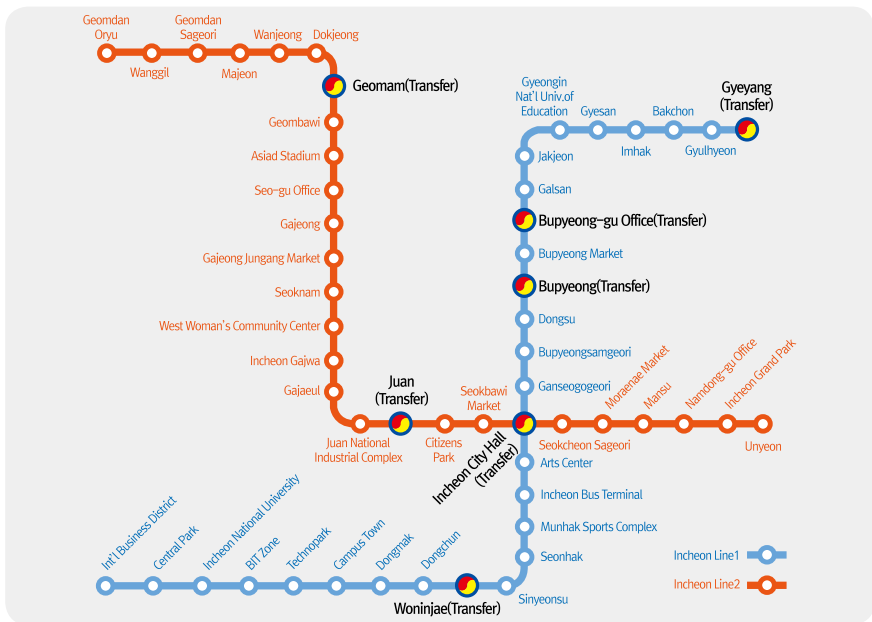 Geomdan
Oryu
Wanggil
Geomdan
Sageori
Majeon
Wanjeong
Dokjeong
Geomam(Transfer)
Geombawi
Asiad Stadium
Seo-gu Office
Gajeong
Gajeong Jungang Market
Seoknam
West Woman's Community Center
Incheon Gajwa
Gajaeul
Juan National
Industrial Complex
Juan
(Transfer)
Citizens
Park
Seokbawi
Market
Incheon City Hall
(Transfer)
Seokcheon Sageori
Moraenae Market
Mansu
Namdong-gu Office
Incheon Grand Park
Unyeon
Gyeyang
(Transfer)
Gyulhyeon
Bakchon
Imhak
Gyesan
Gyeongin
Nat'l Univ.of
Education
Jakjeon
Galsan
Bupyeong-gu Office(Transfer)
Bupyeong Market
Bupyeong(Transfer)
Dongsu
Bupyeongsamgeori
Ganseogogeori
Arts Center
Incheon Bus Terminal
Munhak Sports Complex
Seonhak
Sinyeonsu
Woninjae(Transfer)
Dongchun
Dongmak
Campus Town
Technopark
BIT Zone
Incheon National University
Central Park
Int'l Business District
Incheon Line1
Incheon Line2